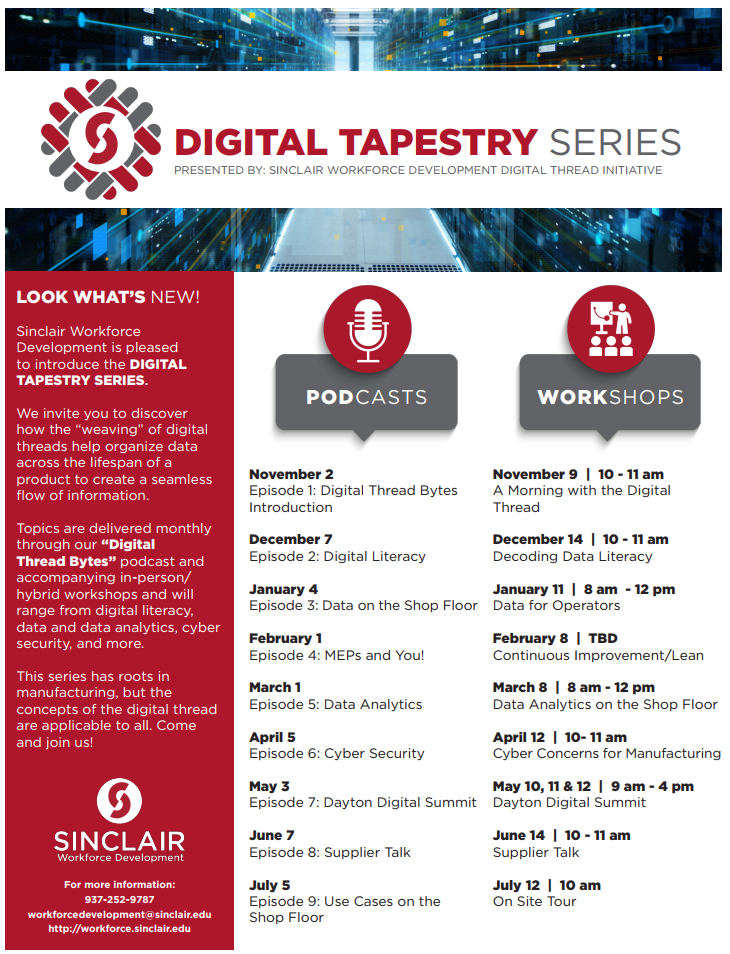 DIGITAL TAPESTRY SERIES
PRESENTED BY: SINCLAIR WORKFORCE DEVELOPMENT DIGITAL THREAD INITIATIVE
LOOK WHAT'S NEW!
Sinclair Workforce
Development is pleased
to introduce the DIGITAL
TAPESTRY SERIES.
We invite you to discover
how the “weaving” of digital
threads help organize data
across the lifespan of a
product to create a seamless
flow of information.
Topics are delivered monthly
through our “Digital
Thread Bytes” podcast and
accompanying in-person/
hybrid workshops and will
range from digital literacy,
data and data analytics, cyber
security, and more.
This series has roots in
manufacturing, but the
concepts of the digital thread
are applicable to all. Come
and join us!
SINCLAIR
Workforce Development
For more information:
937-252-9787
workforcedevelopment@sinclair.edu
http://workforce.sinclair.edu
PODCASTS
November 2
Episode 1: Digital Thread Bytes
Introduction
December 7
Episode 2: Digital Literacy
January 4
Episode 3: Data on the Shop Floor
February 1
Episode 4: MEPs and You!
March 1
Episode 5: Data Analytics
April 5
Episode 6: Cyber Security
May 3
Episode 7: Dayton Digital Summit
June 7
Episode 8: Supplier Talk
July 5
Episode 9: Use Cases on the
Shop Floor
WORKSHOPS
November 9 | 10 - 11 am
A Morning with the Digital
Thread
December 14 | 10 - 11 am
Decoding Data Literacy
January 11 | 8 am - 12 pm
Data for Operators
February 8 | TBD
Continuous Improvement/Lean
March 8 | 8 am - 12 pm
Data Analytics on the Shop Floor
April 12 | 10- 11 am
Cyber Concerns for Manufacturing
May 10, 11 & 12 | 9 am - 4 pm
Dayton Digital Summit
June 14 | 10 - 11 am
Supplier Talk
July 12 | 10 am
On Site Tour